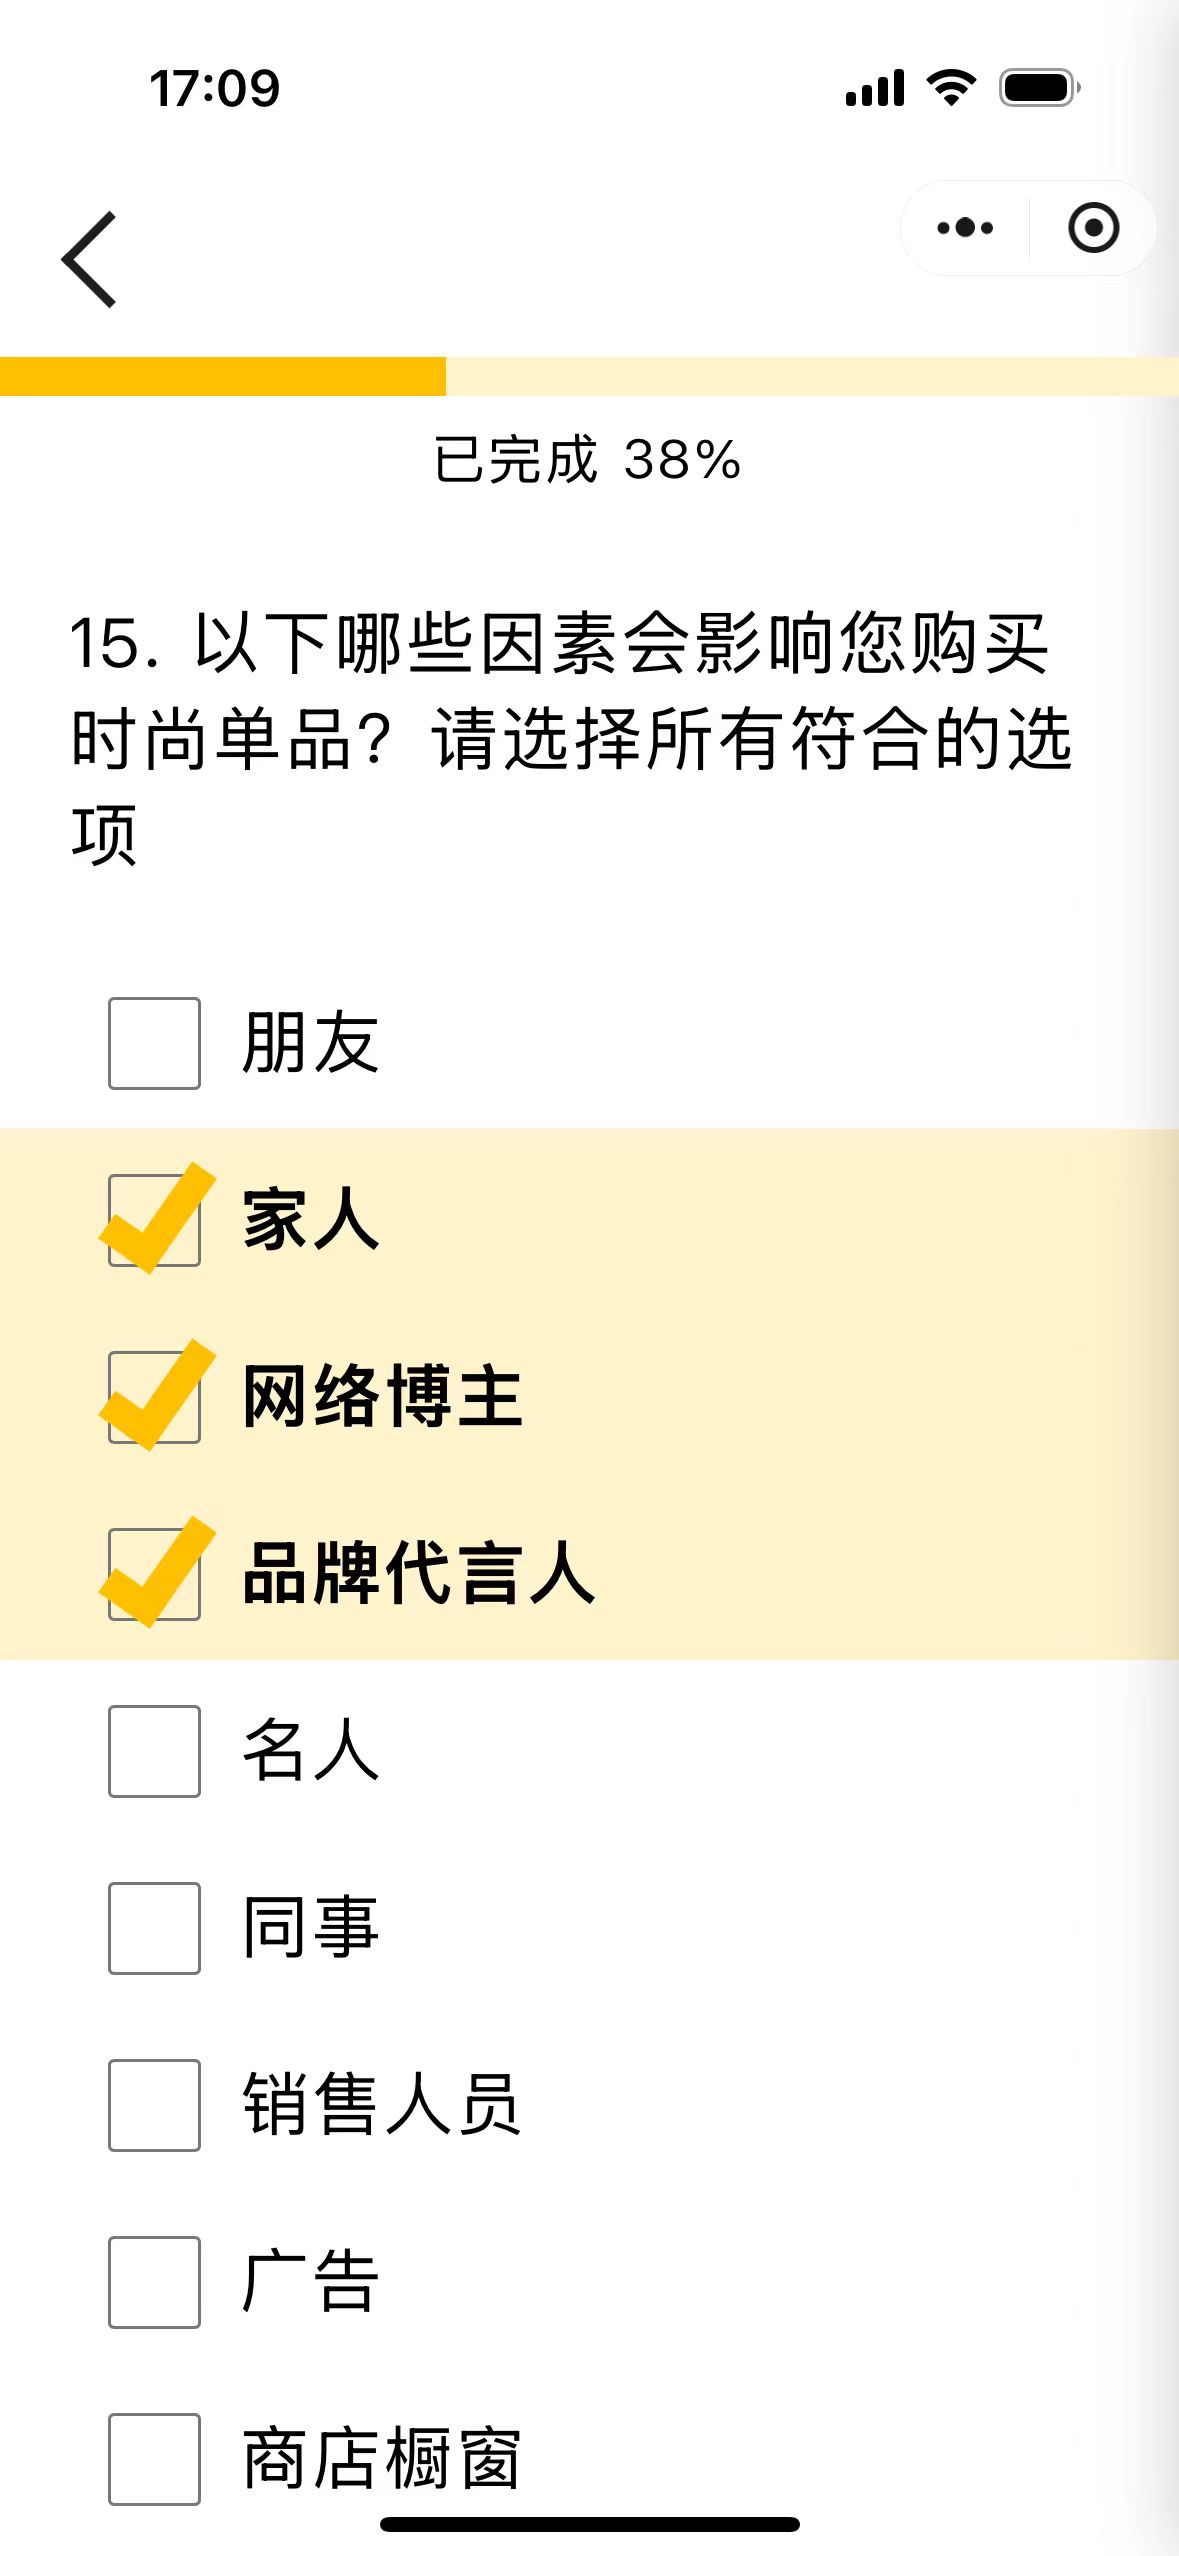 17:09
已完成 38%
15. 以下哪些因素会影响您购买
时尚单品？请选择所有符合的选
项
朋友
家人
网络博主
品牌代言人
名人
同事
销售人员
广告
商店橱窗